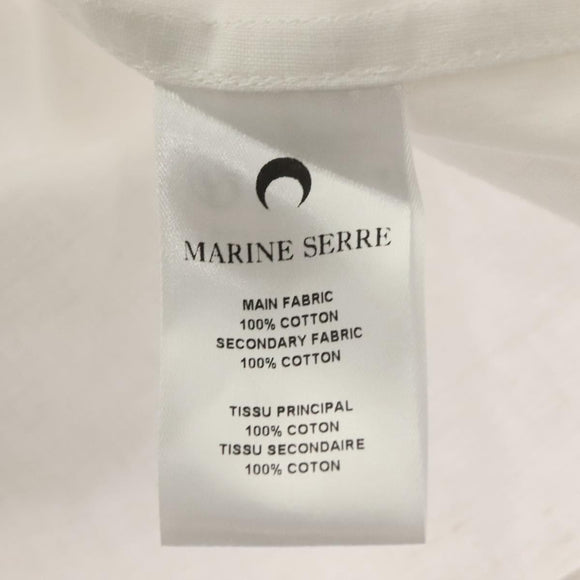 MARINE SERRE
MAIN FABRIC
100% COTTON
SECONDARY FABRIC
100% COTTON
TISSU PRINCIPAL
100% COTON
TISSU SECONDAIRE
100% COTON